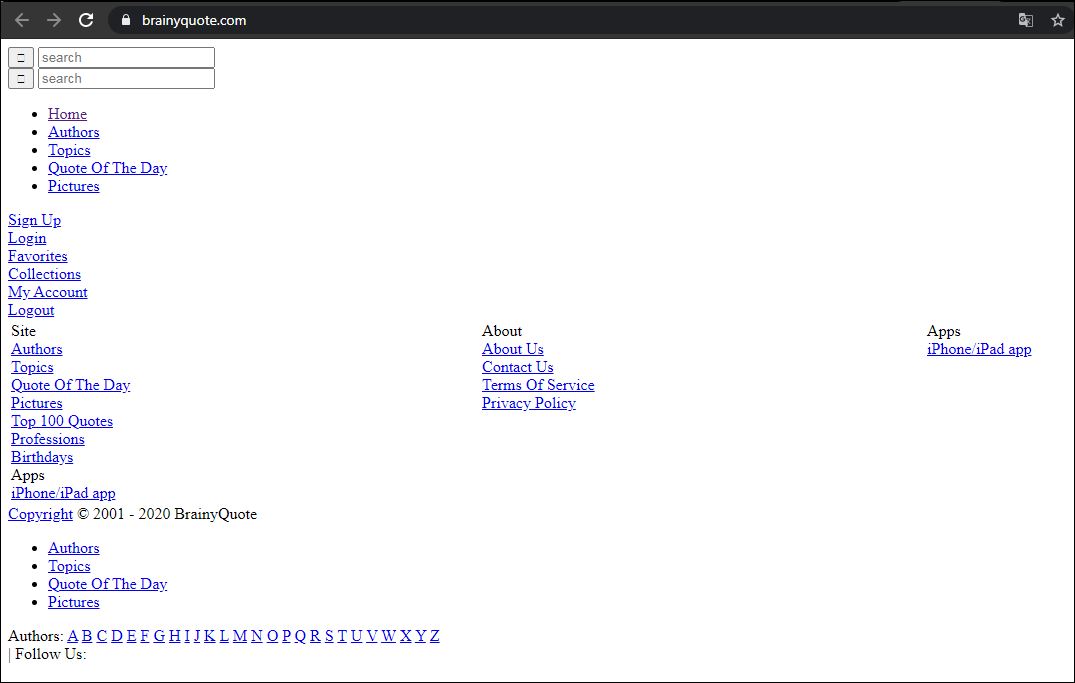 brainyquote.com
search
search
Home
Authors
Topics
Quote Of The Day
Pictures
Sign Up
Login
Favorites
Collections
My Account
Logout
Site
Authors
Topics
Quote Of The Day
Pictures
Top 100 Quotes
Professions
Birthdays
Apps
iPhone/iPad app
About
About Us
Contact Us
Terms Of Service
Privacy Policy
Apps
iPhone/iPad app
Copyright © 2001 - 2020 BrainyQuote
Authors
Topics
Quote Of The Day
Pictures
Authors: A B C D E F G H I J K L M N O P Q R S T U V W X Y Z
| Follow Us: